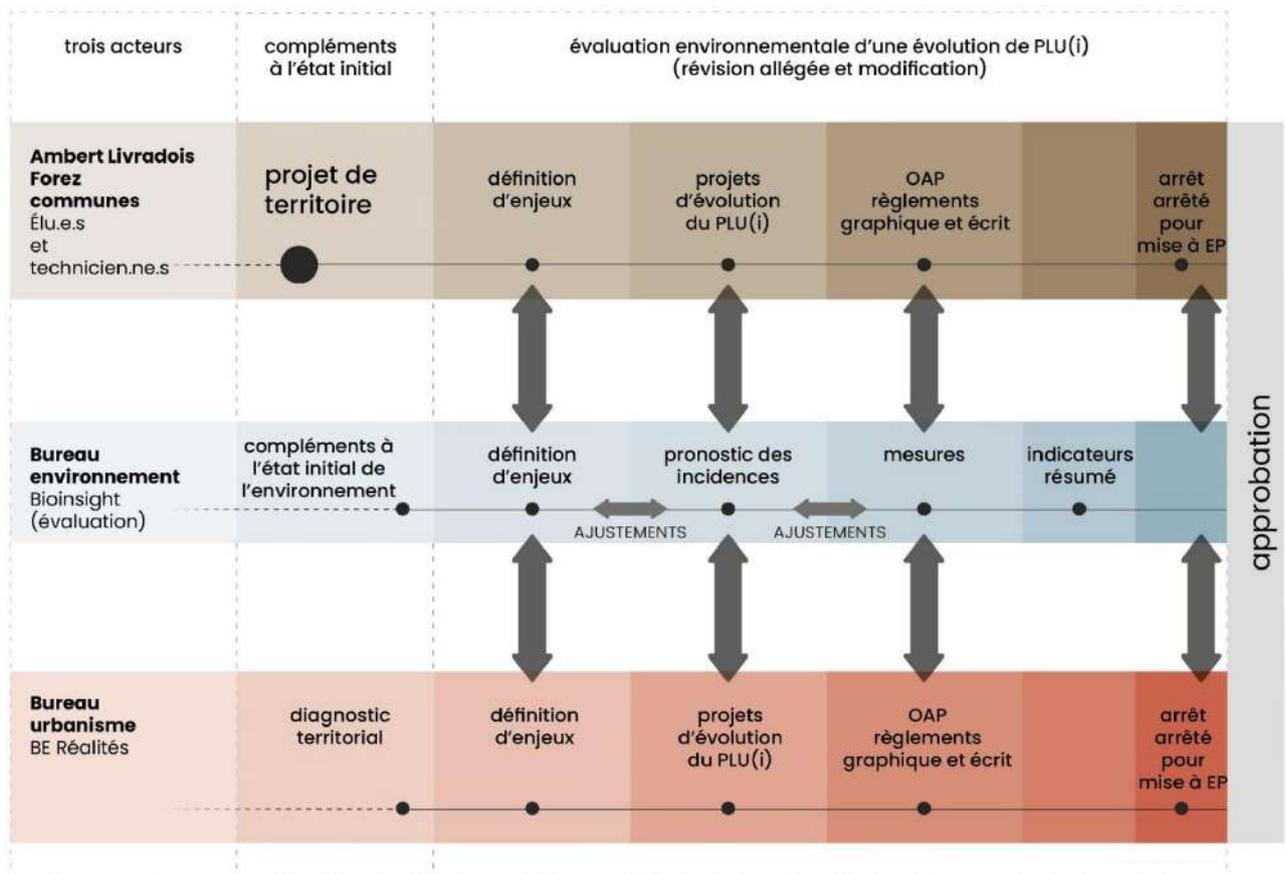 trois acteurs
compléments
à l'état initial
évaluation environnementale d'une évolution de PLU(i)
(révision allégée et modification)
Ambert Livradois
Forez
communes
Élu.e.s
et
technicien.ne.s
projet de
territoire
définition
d'enjeux
projets
d'évolution
du PLU(i)
OAP
règlements
graphique et écrit
arrêt
arrêté
pour
mise à EP
Bureau
environnement
Bioinsight
(évaluation)
compléments à
l'état initial de
l'environnement
définition
d'enjeux
pronostic des
incidences
mesures
indicateurs
résumé
AJUSTEMENTS
AJUSTEMENTS
Bureau
urbanisme
BE Réalités
diagnostic
territorial
définition
d'enjeux
projets
d'évolution
du PLU(i)
OAP
règlements
graphique et écrit
arrêt
arrêté
pour
mise à EP
approbation